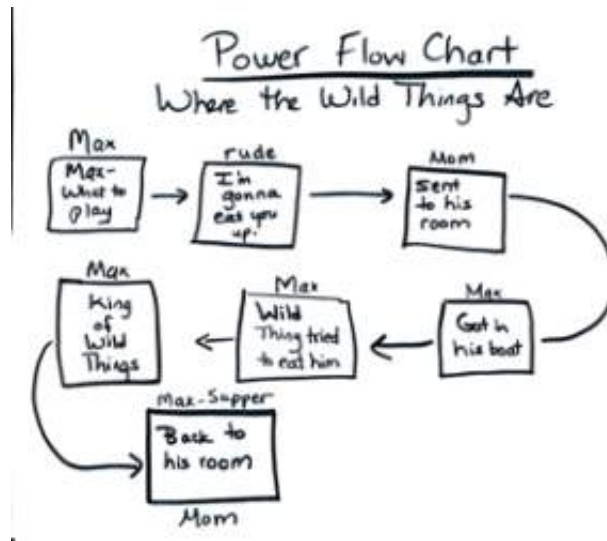 Power Flow Chart
Where the Wild Things Are
Max
Max-
What to
play
rude
I'm
gonna
eat you
up.
Mom
Sent
to his
room
Max
Got in
his boat
Max
Wild
Thing tried
to eat him
Max
King
of
Wild
Things
Max-Supper
Back to
his room
Mom